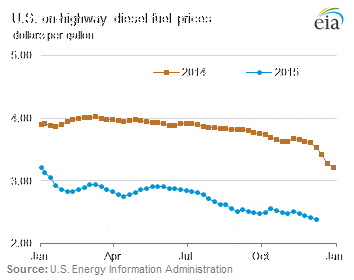 U.S. on-highway diesel fuel prices
dollars per gallon
eia
5.00
2014
2015
4.00
3.00
2.00
Jan
Apr
Jul
Oct
Jan
Source: U.S. Energy Information Administration